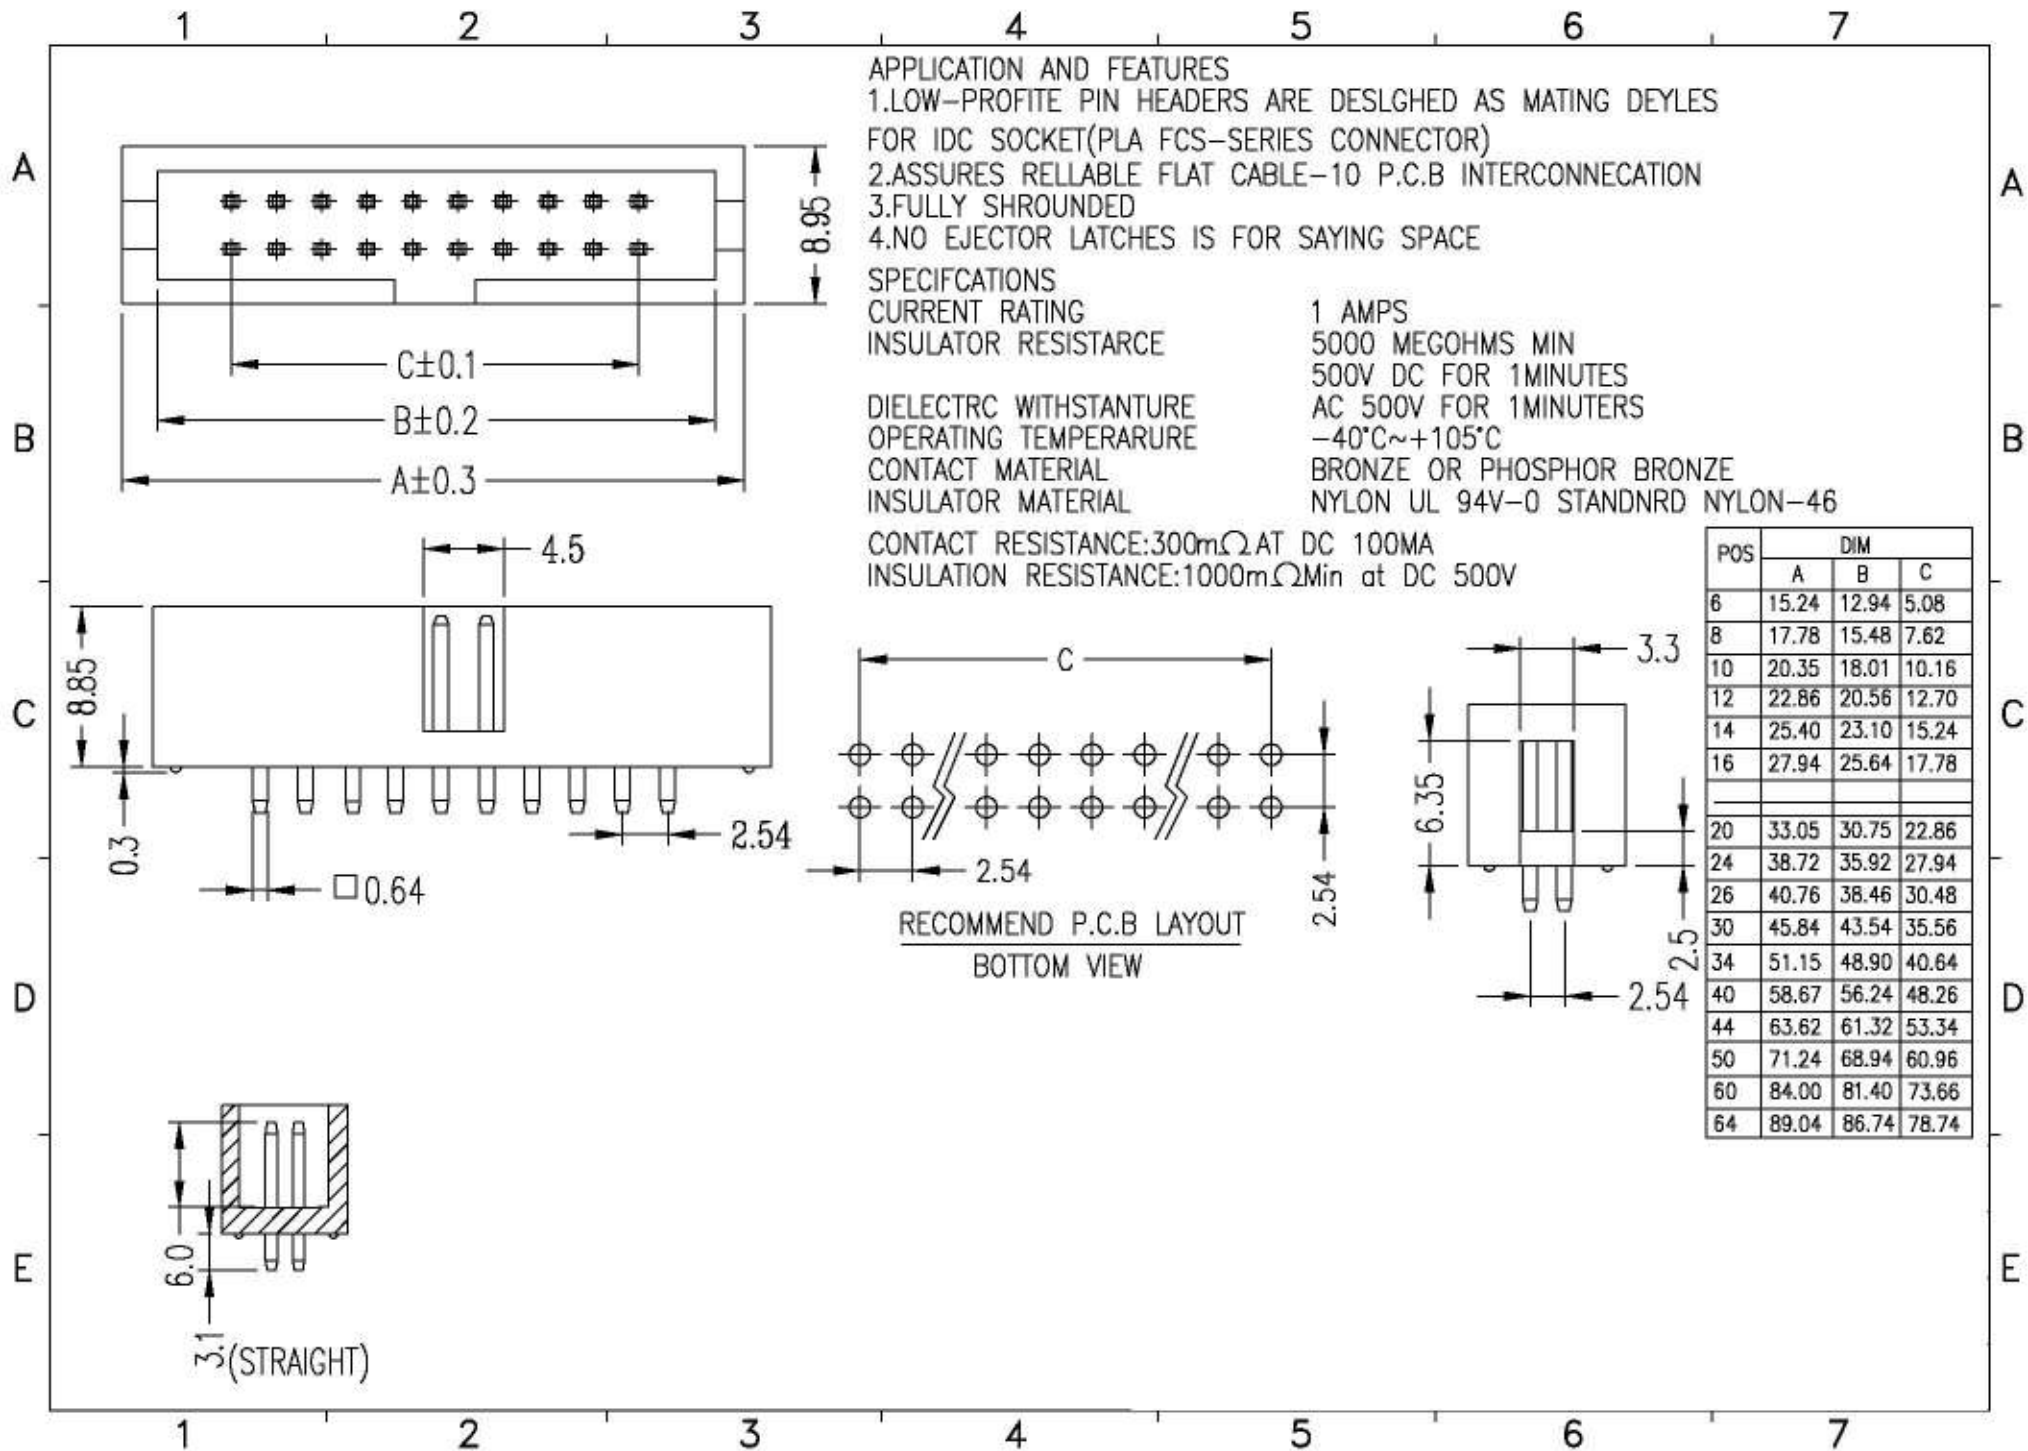 1 2 3 4 5 6 7
A A
B B
C C
D D
E E
APPLICATION AND FEATURES
1.LOW-PROFITE PIN HEADERS ARE DESLGHED AS MATING DEYLES
FOR IDC SOCKET(PLA FCS-SERIES CONNECTOR)
2.ASSURES RELLABLE FLAT CABLE-10 P.C.B INTERCONNECATION
3.FULLY SHROUNDED
4.NO EJECTOR LATCHES IS FOR SAYING SPACE
SPECIFCATIONS
CURRENT RATING 1 AMPS
INSULATOR RESISTARCE 5000 MEGOHMS MIN
500V DC FOR 1MINUTES
DIELECTRC WITHSTANTURE AC 500V FOR 1MINUTERS
OPERATING TEMPERARURE -40°C~+105°C
CONTACT MATERIAL BRONZE OR PHOSPHOR BRONZE
INSULATOR MATERIAL NYLON UL 94V-0 STANDNRD NYLON-46
CONTACT RESISTANCE:300mΩAT DC 100MA
INSULATION RESISTANCE:1000mΩMin at DC 500V
8.95
C±0.1
B±0.2
A±0.3
4.5
8.85
0.3
□0.64
2.54
C
2.54
2.54
RECOMMEND P.C.B LAYOUT
BOTTOM VIEW
3.3
6.35
2.5
2.54
POS DIM
A B C
6 15.24 12.94 5.08
8 17.78 15.48 7.62
10 20.35 18.01 10.16
12 22.86 20.56 12.70
14 25.40 23.10 15.24
16 27.94 25.64 17.78
20 33.05 30.75 22.86
24 38.72 35.92 27.94
26 40.76 38.46 30.48
30 45.84 43.54 35.56
34 51.15 48.90 40.64
40 58.67 56.24 48.26
44 63.62 61.32 53.34
50 71.24 68.94 60.96
60 84.00 81.40 73.66
64 89.04 86.74 78.74
6.0
3.1(STRAIGHT)
1 2 3 4 5 6 7